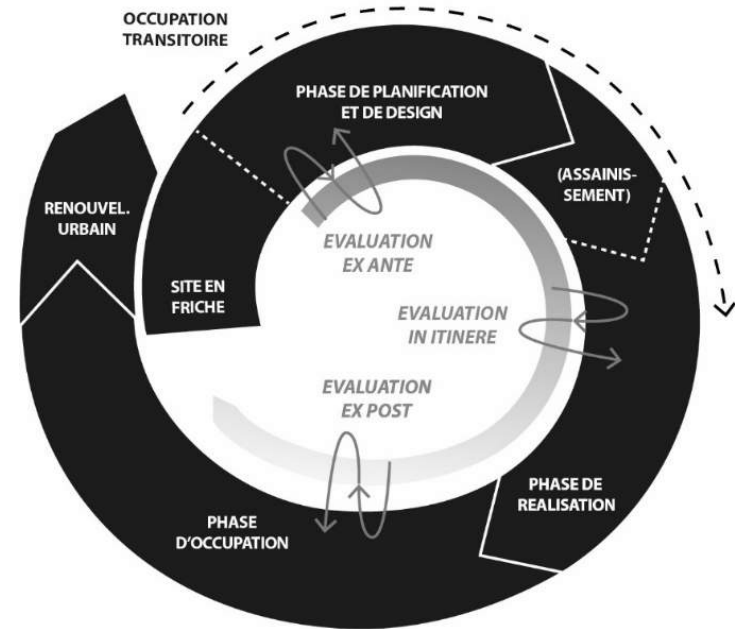 OCCUPATION
TRANSITOIRE
PHASE DE PLANIFICATION
ET DE DESIGN
(ASSAINIS-
SEMENT)
RENOUVEL.
URBAIN
SITE EN
FRICHE
EVALUATION
EX ANTE
EVALUATION
IN ITINERE
EVALUATION
EX POST
PHASE DE
REALISATION
PHASE
D'OCCUPATION